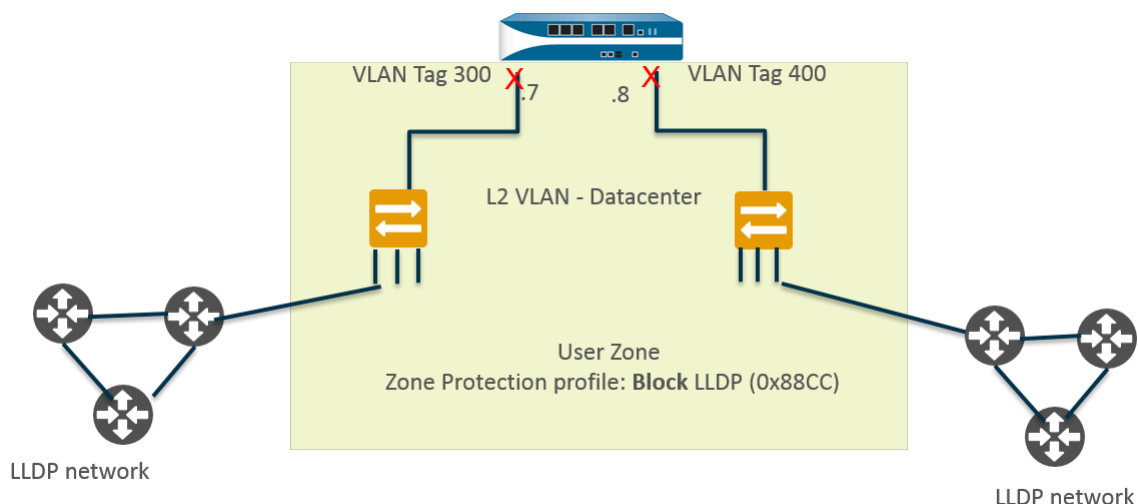 VLAN Tag 300
VLAN Tag 400
.7
.8
L2 VLAN - Datacenter
User Zone
Zone Protection profile: Block LLDP (0x88CC)
LLDP network
LLDP network